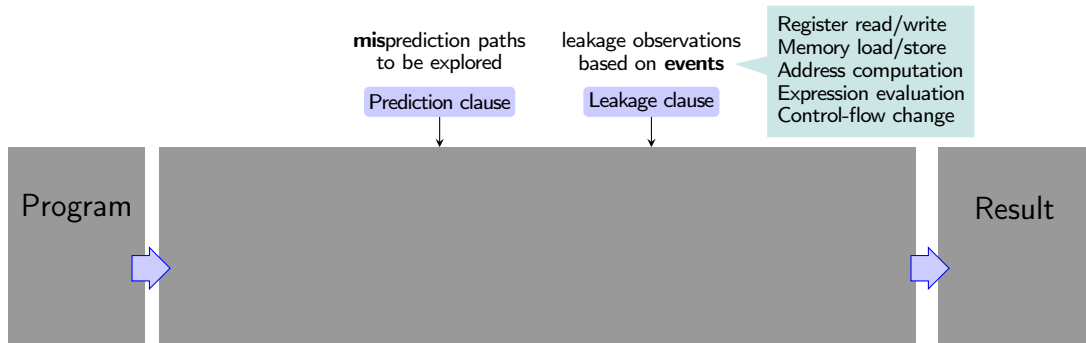 misprediction paths
to be explored
Prediction clause
leakage observations
based on events
Leakage clause
Register read/write
Memory load/store
Address computation
Expression evaluation
Control-flow change
Program
Result